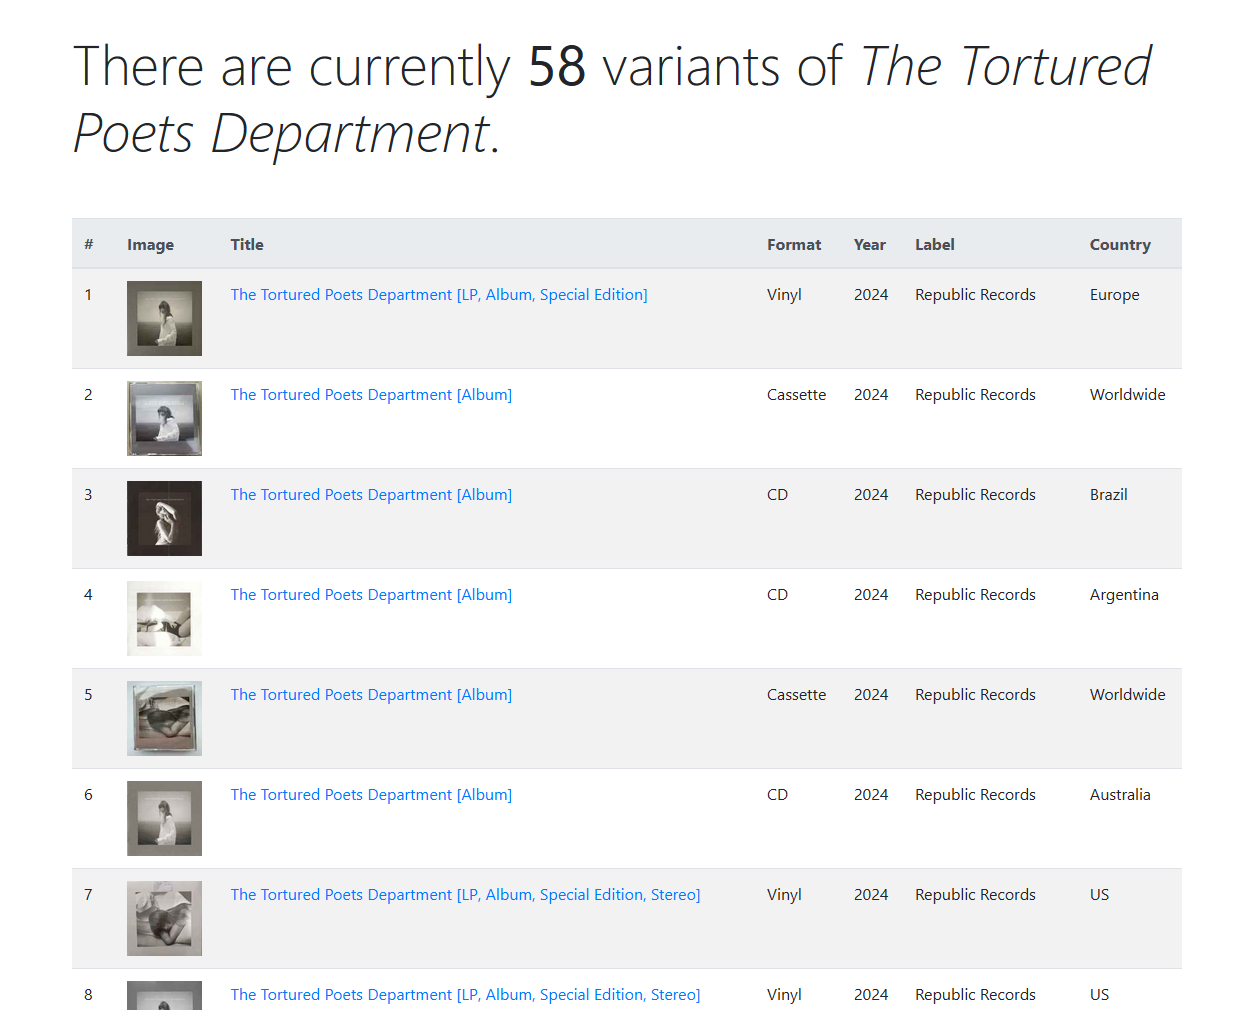 There are currently 58 variants of The Tortured
Poets Department.
# Image Title Format Year Label Country
1 The Tortured Poets Department [LP, Album, Special Edition] Vinyl 2024 Republic Records Europe
2 The Tortured Poets Department [Album] Cassette 2024 Republic Records Worldwide
3 The Tortured Poets Department [Album] CD 2024 Republic Records Brazil
4 The Tortured Poets Department [Album] CD 2024 Republic Records Argentina
5 The Tortured Poets Department [Album] Cassette 2024 Republic Records Worldwide
6 The Tortured Poets Department [Album] CD 2024 Republic Records Australia
7 The Tortured Poets Department [LP, Album, Special Edition, Stereo] Vinyl 2024 Republic Records US
8 The Tortured Poets Department [LP, Album, Special Edition, Stereo] Vinyl 2024 Republic Records US